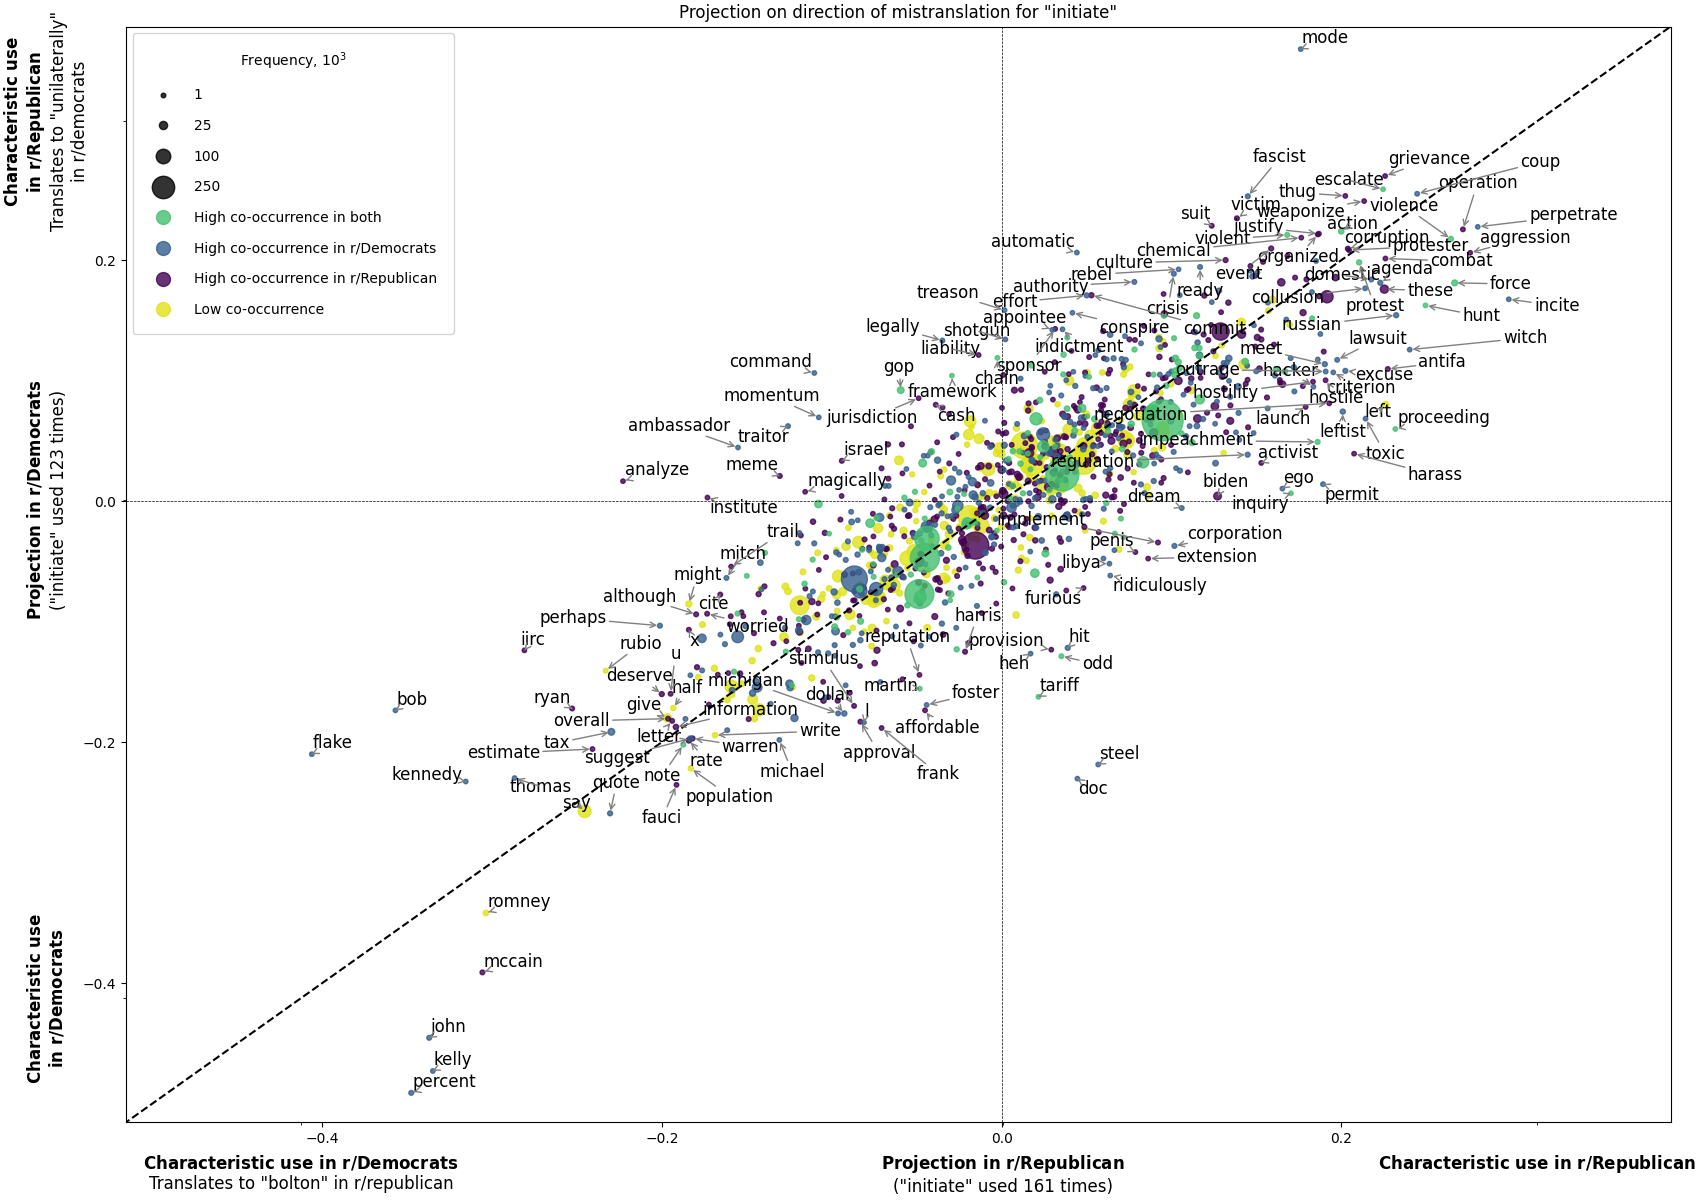 Projection on direction of mistranslation for "initiate"
Characteristic use
in r/Republican
Translates to "unilaterally"
in r/democrats
Projection in r/Democrats
("initiate" used 123 times)
Characteristic use
in r/Democrats
Frequency, 10^3
1
25
100
250
High co-occurrence in both
High co-occurrence in r/Democrats
High co-occurrence in r/Republican
Low co-occurrence
mode
fascist
grievance
coup
escalate
operation
thug
victim
weaponize
violence
suit
justify
action
perpetrate
automatic
violent
corruption
protester
aggression
chemical
organized
combat
culture
rebel
event
domestic
agenda
treason
authority
ready
collusion
these
force
effort
crisis
protest
incite
legally
shotgun
appointee
conspire
commit
russian
hunt
liability
indictment
meet
lawsuit
witch
command
gop
sponsor
chain
outrage
hacker
excuse
antifa
momentum
framework
hostility
criterion
hostile
jurisdiction
cash
negotiation
launch
left
proceeding
ambassador
traitor
impeachment
leftist
israel
regulation
activist
toxic
analyze
meme
magically
biden
ego
harass
institute
dream
inquiry
permit
implement
trail
penis
corporation
mitch
libya
extension
might
ridiculously
although
cite
furious
perhaps
worried
harris
iirc
rubio
x
reputation
provision
hit
u
stimulus
heh
odd
deserve
half
michigan
martin
tariff
bob
ryan
give
dollar
foster
overall
information
l
flake
tax
letter
write
affordable
estimate
suggest
warren
approval
steel
kennedy
thomas
quote
note
rate
michael
frank
say
population
doc
fauci
romney
mccain
john
kelly
percent
0.2
0.0
−0.2
−0.4
−0.4
−0.2
0.0
0.2
Characteristic use in r/Democrats
Translates to "bolton" in r/republican
Projection in r/Republican
("initiate" used 161 times)
Characteristic use in r/Republican